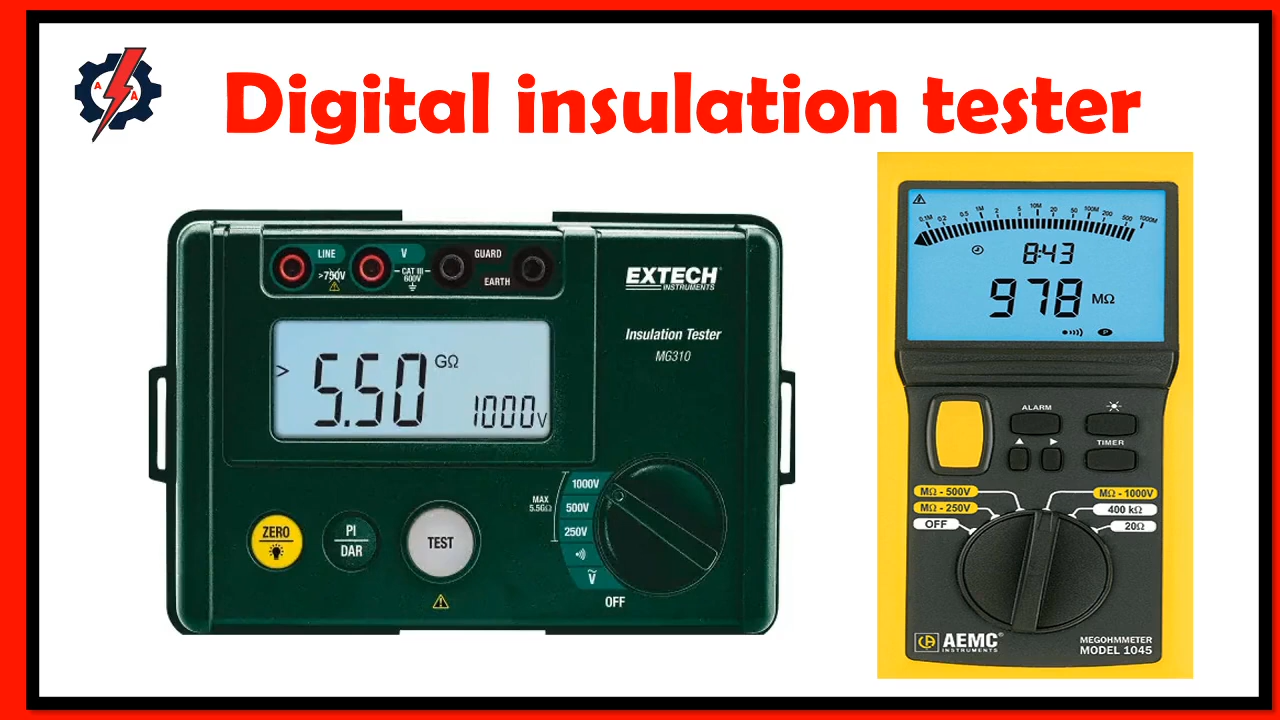 A A
Digital insulation tester
LINE
>750V
V
CAT III
600V
GUARD
EARTH
EXTECH
INSTRUMENTS
Insulation Tester
MG310
> 5.50 GΩ
1000V
MAX
5.5GΩ
1000V
500V
250V
V
OFF
ZERO
PI
DAR
TEST
0.1M 0.2 0.5 1M 2 5 10M 20 50 100M 200 500 1000M
8:43
978 MΩ
P
ALARM
TIMER
MΩ - 500V
MΩ - 250V
OFF
MΩ - 1000V
400 kΩ
20Ω
AEMC
INSTRUMENTS
MEGOHMMETER
MODEL 1045